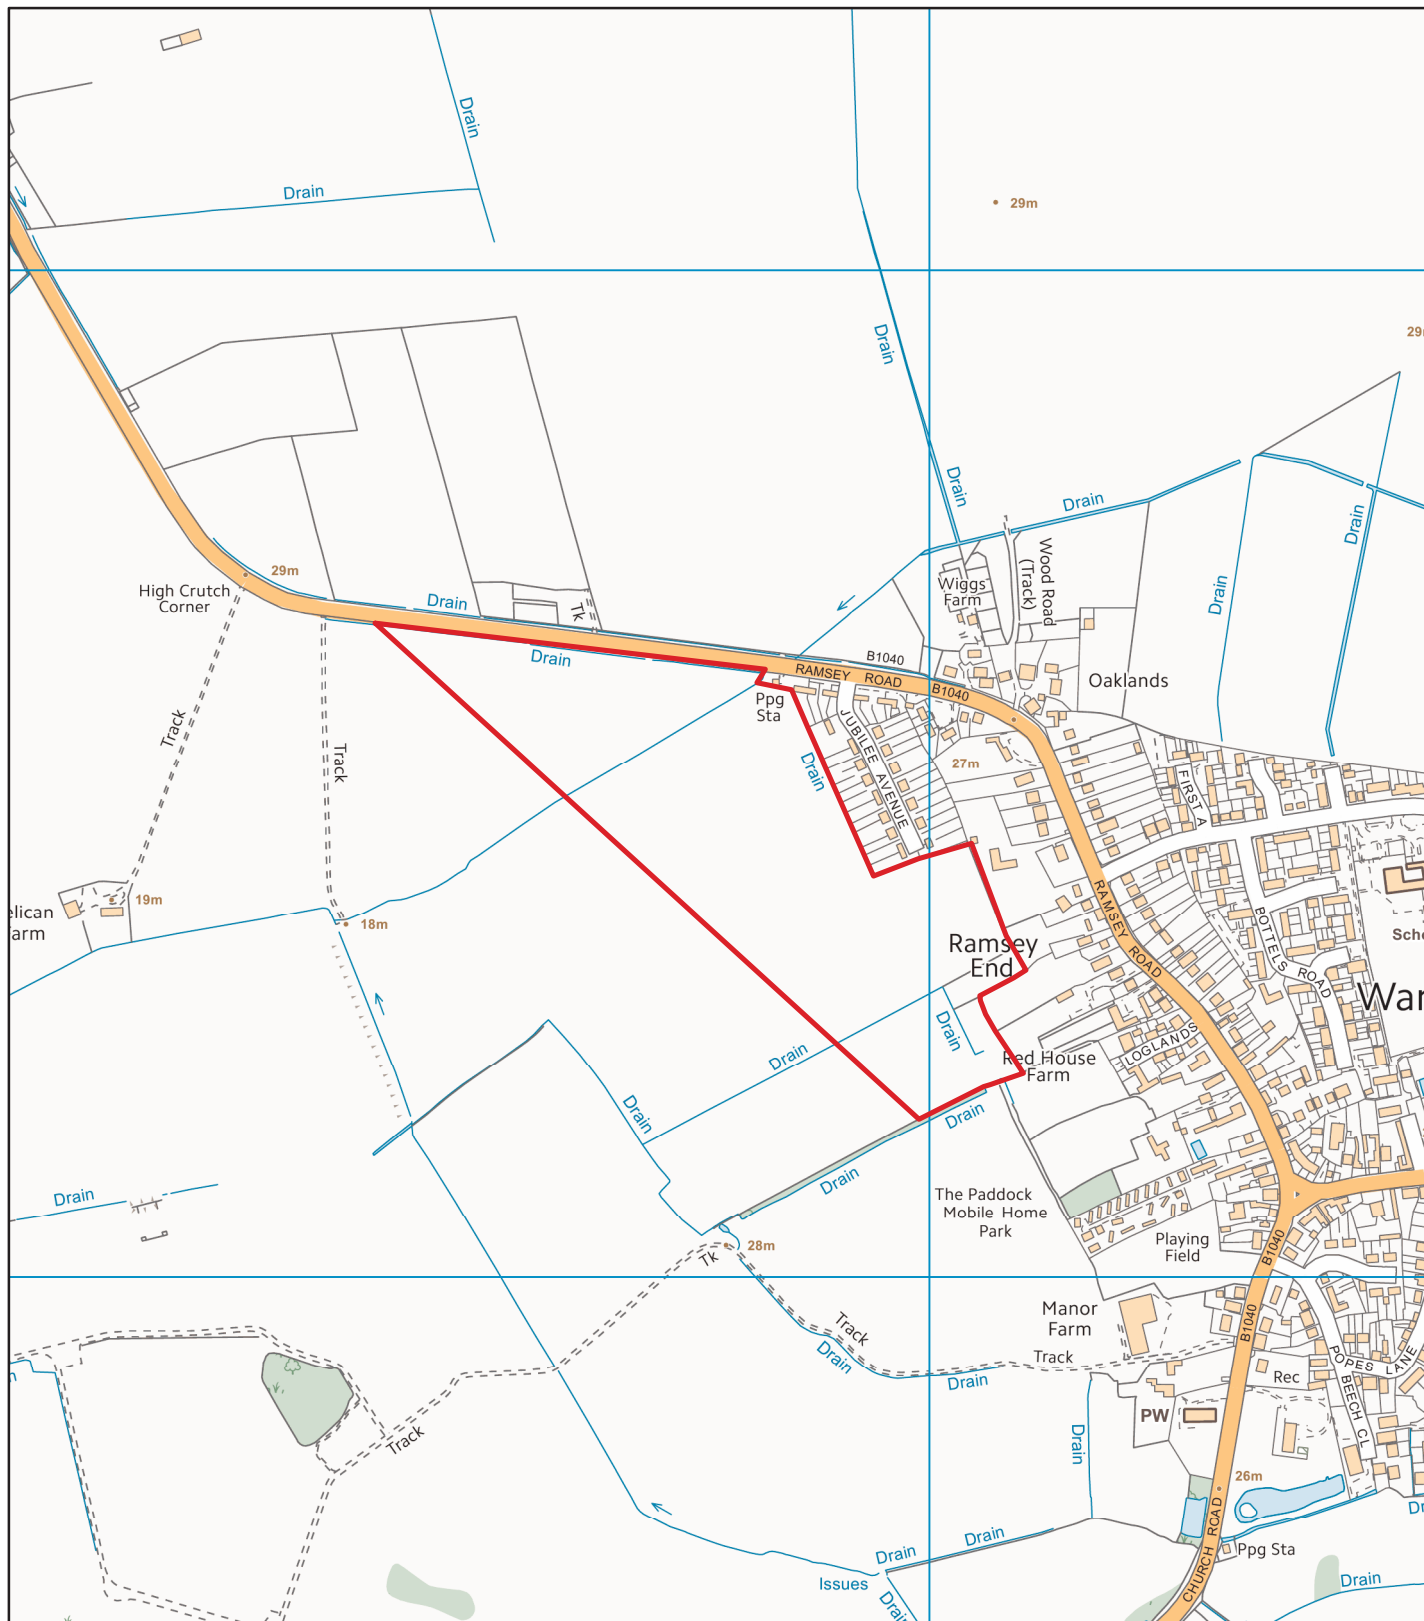 Drain
Drain
29m
29
Drain
Drain
Drain
Drain
Drain
29m
High Crutch
Corner
Drain
Tk
Wiggs
Farm
Wood Road
(Track)
Drain
B1040
RAMSEY ROAD
B1040
Oaklands
Drain
Ppg
Sta
JUBILEE AVENUE
27m
FIRST A
Track
Track
Drain
19m
elican
arm
18m
RAMSEY
ROAD
BOTTELS
ROAD
Scho
Ramsey
End
War
Drain
Drain
LOGLANDS
Red House
Farm
Drain
Drain
Drain
Drain
The Paddock
Mobile Home
Park
Playing
Field
28m
Tk
B1040
Manor
Farm
B1040
Track
Drain
Track
Drain
POPES LANE
BEECH CL
Rec
PW
Track
Drain
26m
CHURCH ROAD
Drain
Drain
Ppg Sta
Issues
Drain
Dr
n
Drain